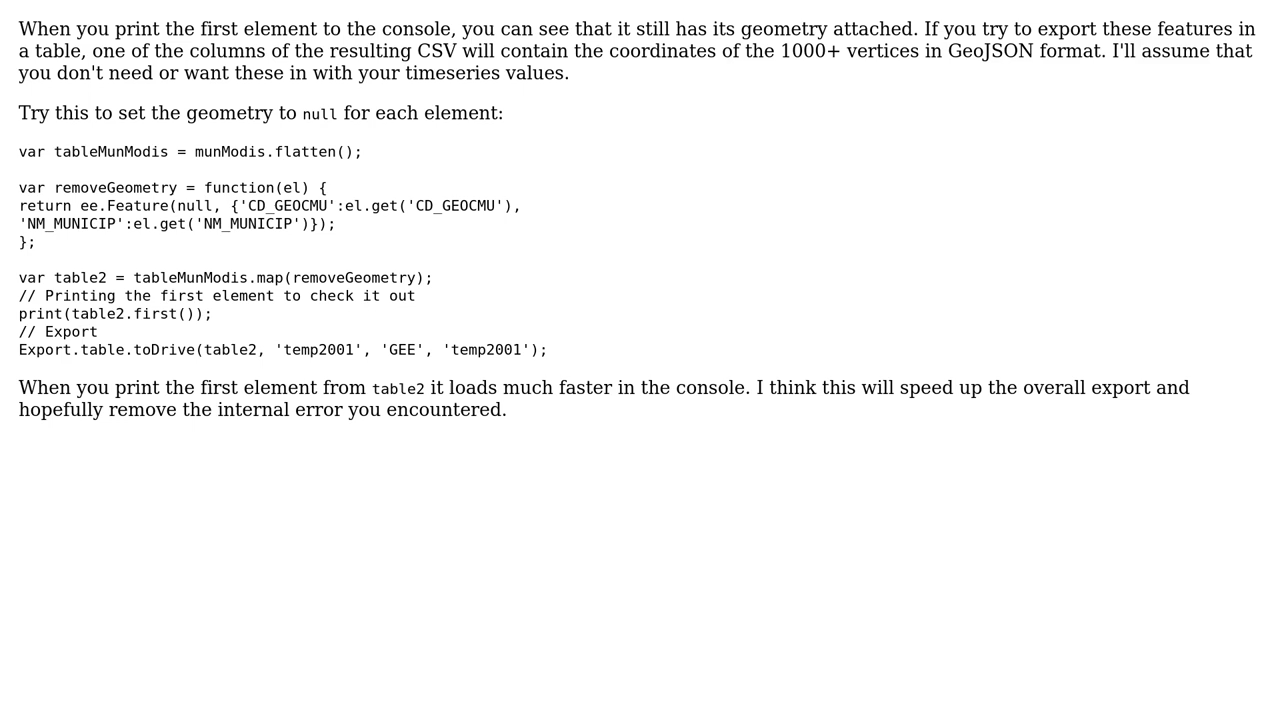 When you print the first element to the console, you can see that it still has its geometry attached. If you try to export these features in
a table, one of the columns of the resulting CSV will contain the coordinates of the 1000+ vertices in GeoJSON format. I'll assume that
you don't need or want these in with your timeseries values.
Try this to set the geometry to null for each element:
var tableMunModis = munModis.flatten();
var removeGeometry = function(el) {
return ee.Feature(null, {'CD_GEOCMU':el.get('CD_GEOCMU'),
'NM_MUNICIP':el.get('NM_MUNICIP')});
};
var table2 = tableMunModis.map(removeGeometry);
// Printing the first element to check it out
print(table2.first());
// Export
Export.table.toDrive(table2, 'temp2001', 'GEE', 'temp2001');
When you print the first element from table2 it loads much faster in the console. I think this will speed up the overall export and
hopefully remove the internal error you encountered.